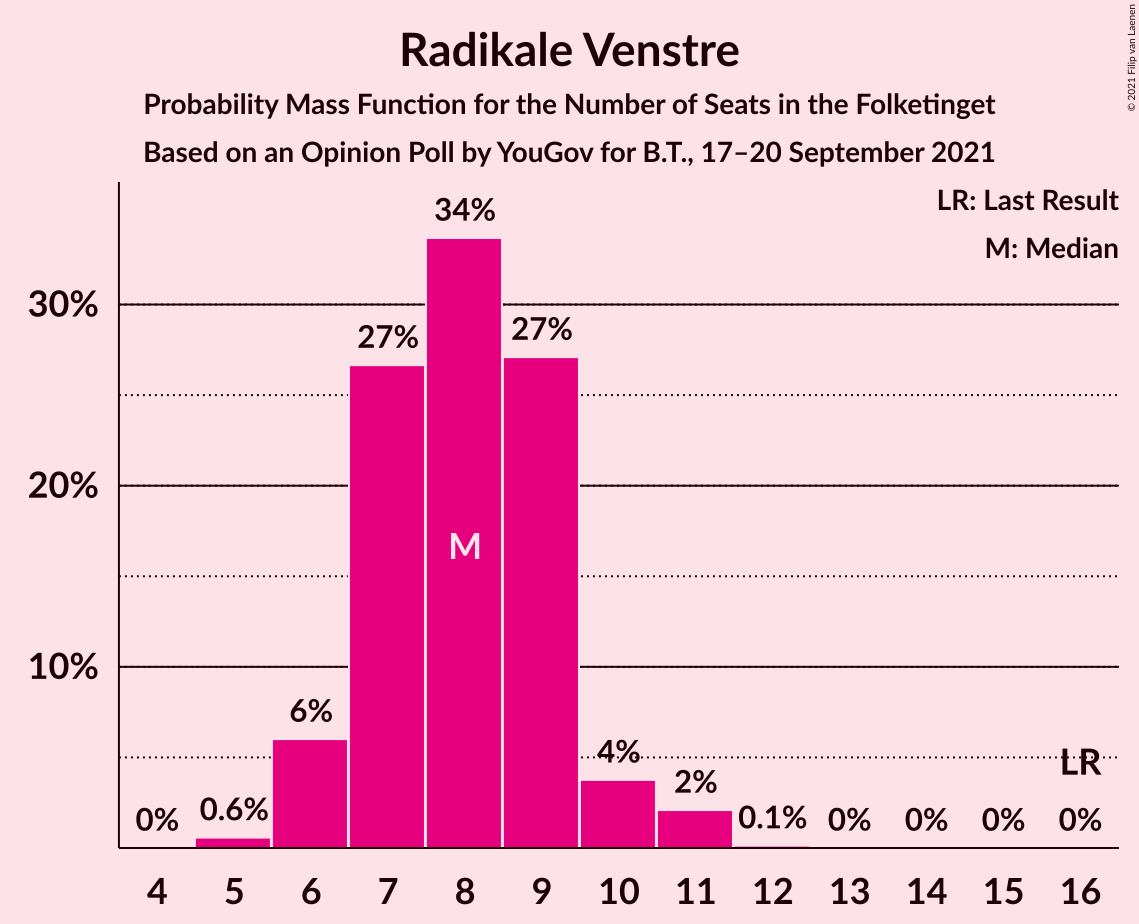 Radikale Venstre
Probability Mass Function for the Number of Seats in the Folketinget
Based on an Opinion Poll by YouGov for B.T., 17–20 September 2021
© 2021 Filip van Laenen
LR: Last Result
M: Median
34%
30%
27%
27%
20%
M
10%
6%
4%
LR
2%
0%
0.6%
0.1%
0%
0%
0%
0%
4 5 6 7 8 9 10 11 12 13 14 15 16